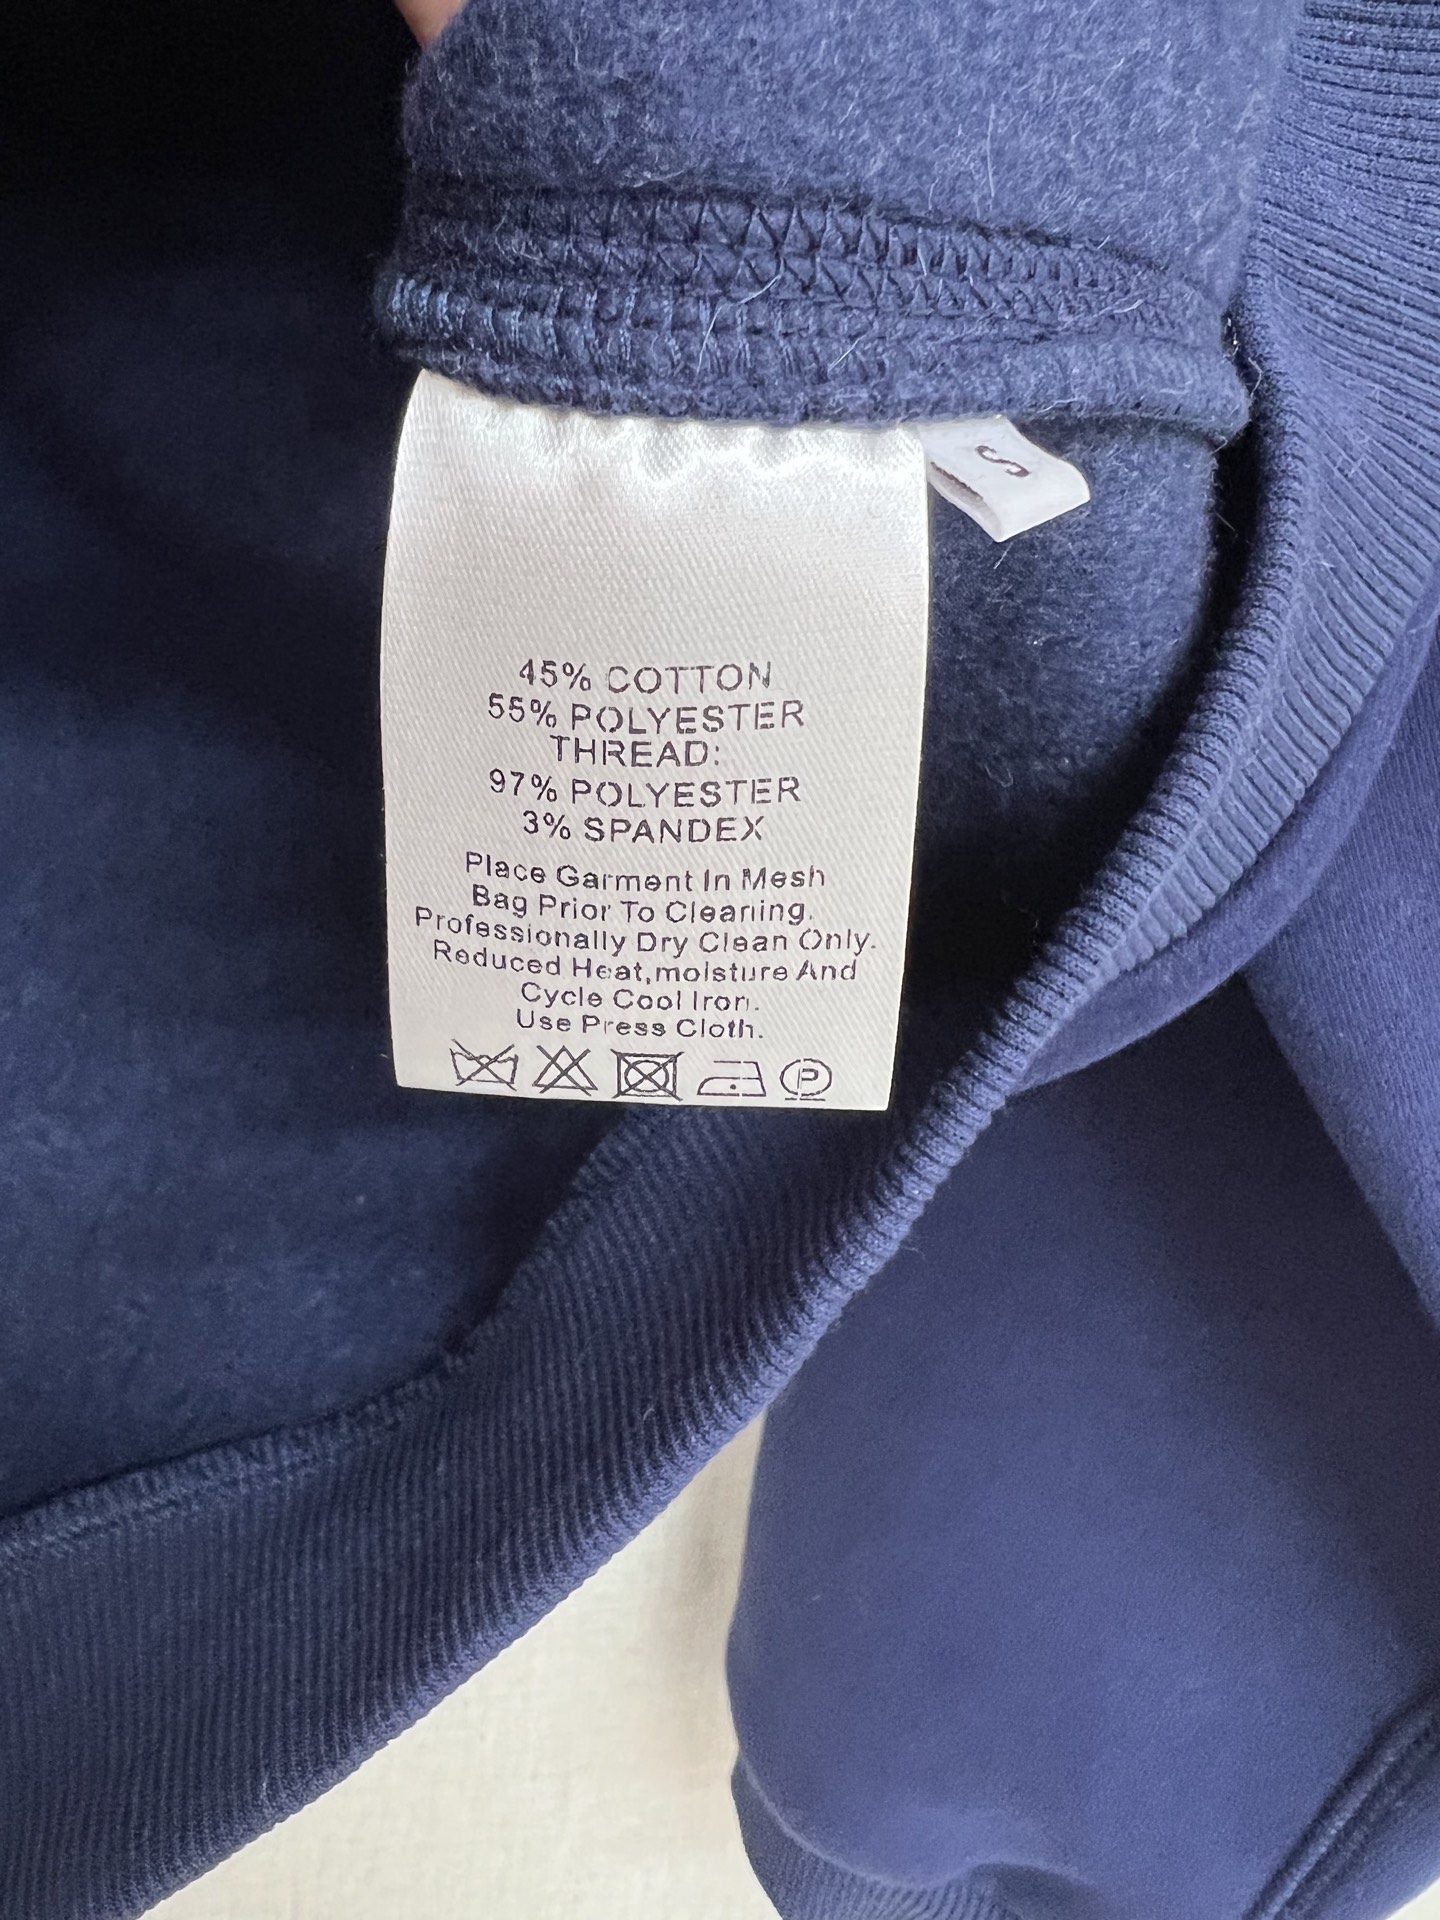 S
45% COTTON
55% POLYESTER
THREAD:
97% POLYESTER
3% SPANDEX
Place Garment In Mesh
Bag Prior To Cleaning.
Professionally Dry Clean Only.
Reduced Heat,moisture And
Cycle Cool Iron.
Use Press Cloth.
P